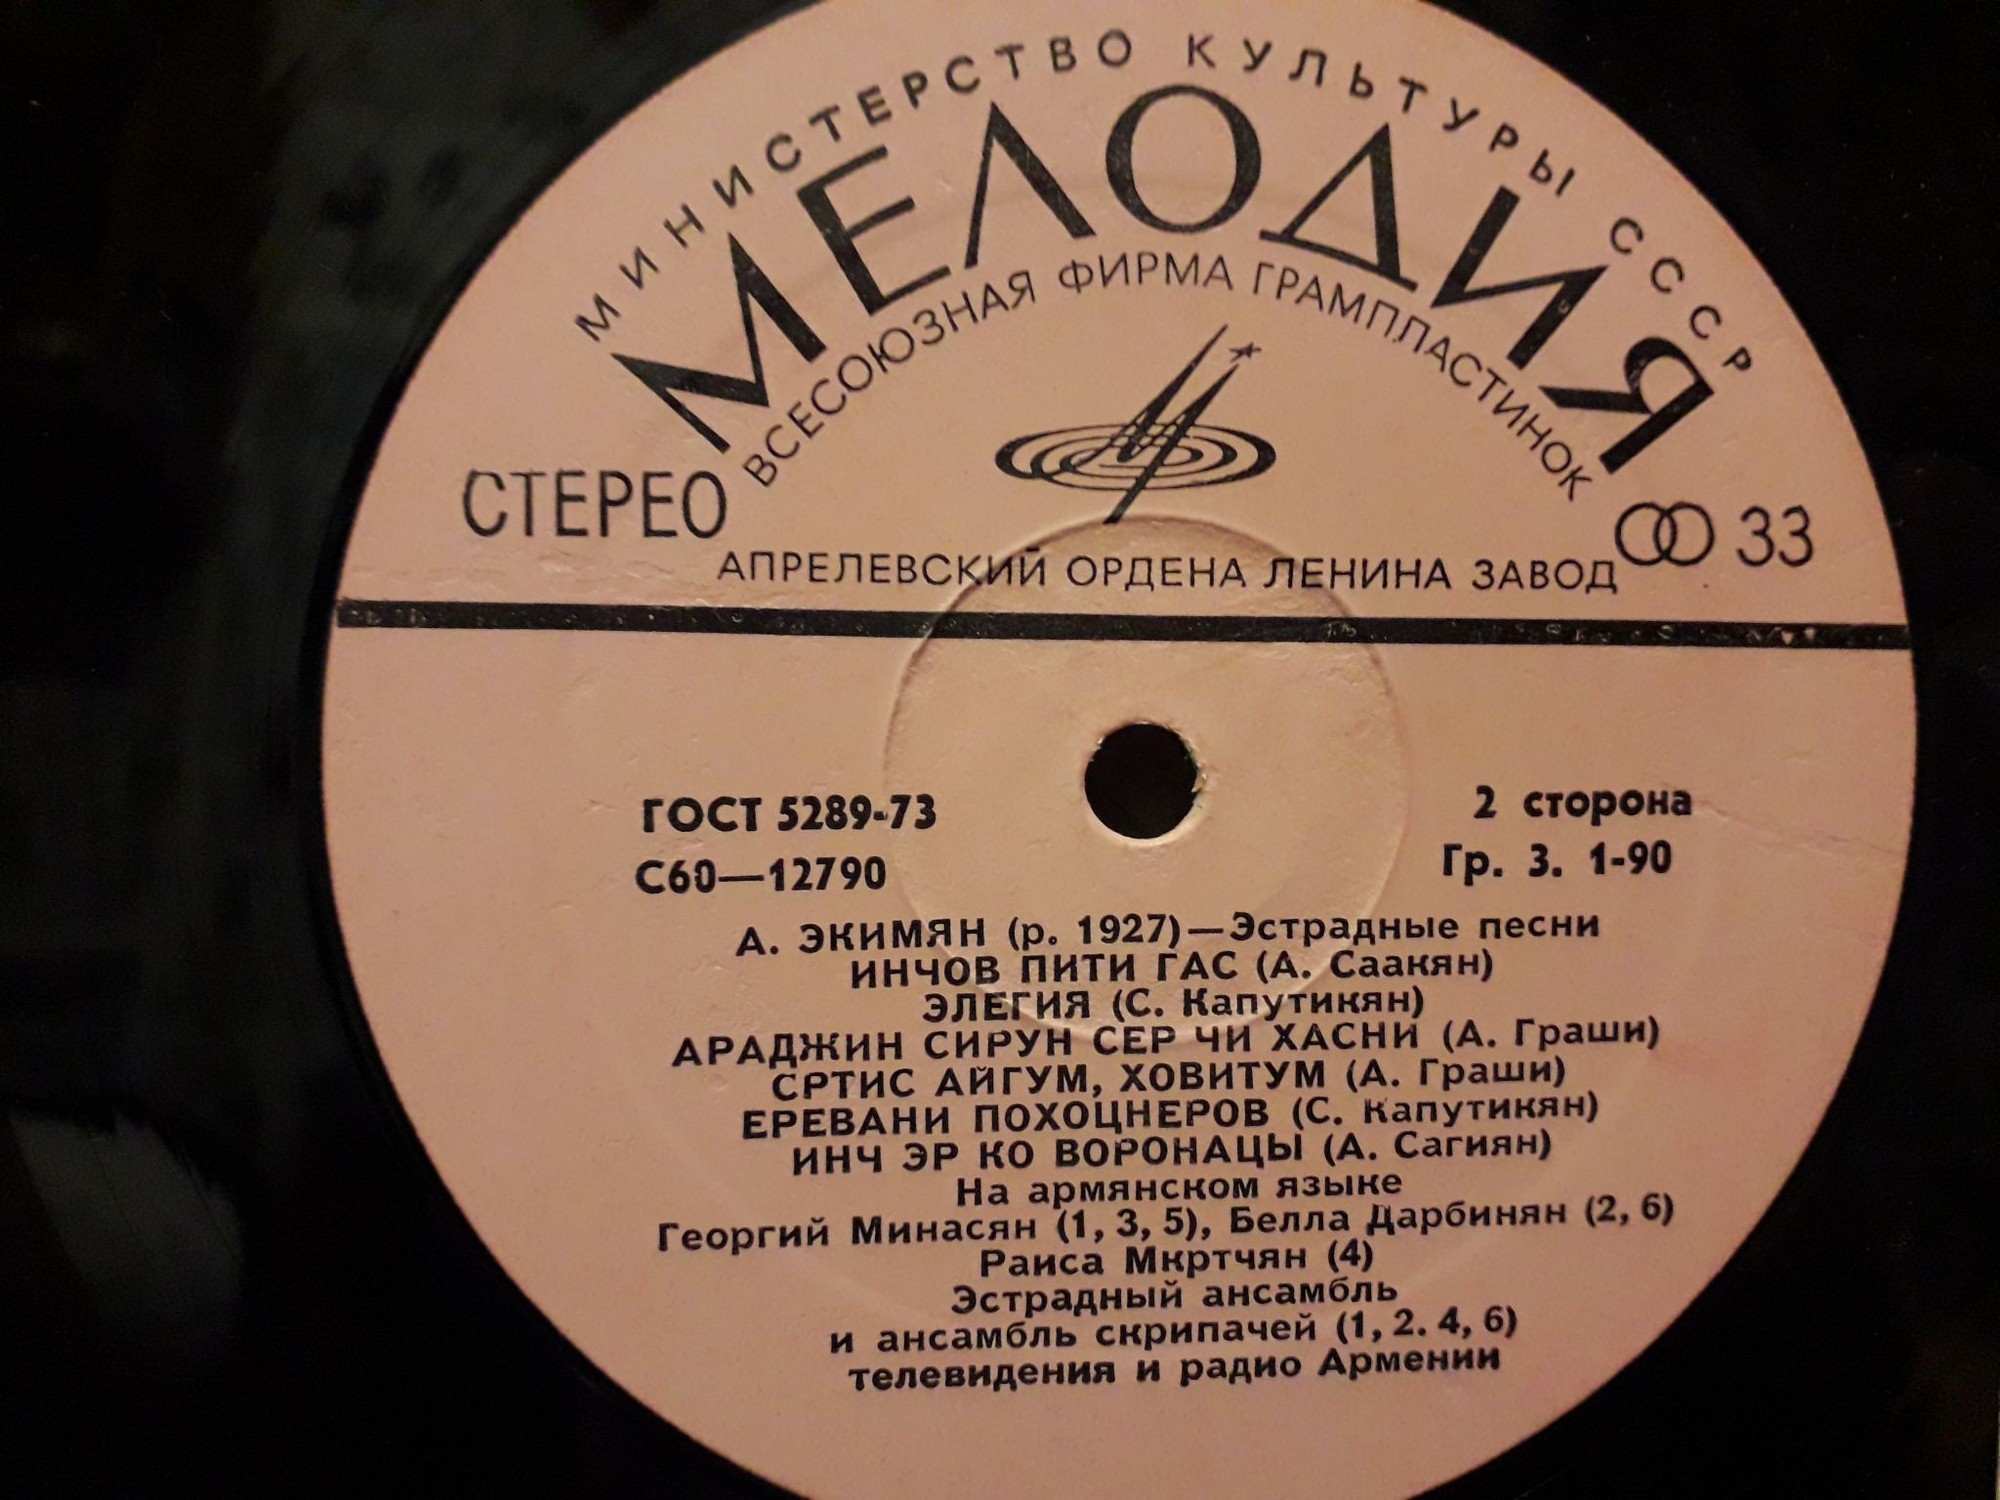 МИНИСТЕРСТВО КУЛЬТУРЫ СССР
МЕЛОДИЯ
ВСЕСОЮЗНАЯ ФИРМА ГРАМПЛАСТИНОК
СТЕРЕО
33
АПРЕЛЕВСКИЙ ОРДЕНА ЛЕНИНА ЗАВОД
ГОСТ 5289-73
2 сторона
С60—12790
Гр. 3. 1-90
А. ЭКИМЯН (р. 1927)—Эстрадные песни
ИНЧОВ ПИТИ ГАС (А. Саакян)
ЭЛЕГИЯ (С. Капутикян)
АРАДЖИН СИРУН СЕР ЧИ ХАСНИ (А. Граши)
СРТИС АЙГУМ, ХОВИТУМ (А. Граши)
ЕРЕВАНИ ПОХОЦНЕРОВ (С. Капутикян)
ИНЧ ЭР КО ВОРОНАЦЫ (А. Сагиян)
На армянском языке
Георгий Минасян (1, 3, 5), Белла Дарбинян (2, 6)
Раиса Мкртчян (4)
Эстрадный ансамбль
и ансамбль скрипачей (1, 2. 4, 6)
телевидения и радио Армении